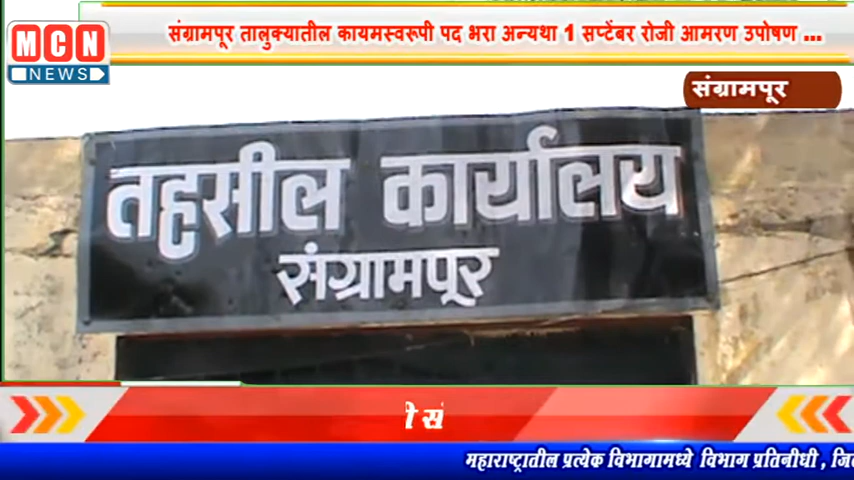 संग्रामपूर तालुक्यातील कायमस्वरूपी पद भरा अन्यथा 1 सप्टेंबर रोजी आमरण उपोषण ...
MCN
NEWS
संग्रामपूर
तहसील कार्यालय
संग्रामपूर
महाराष्ट्रातील प्रत्येक विभागामध्ये विभाग प्रतिनीधी ,